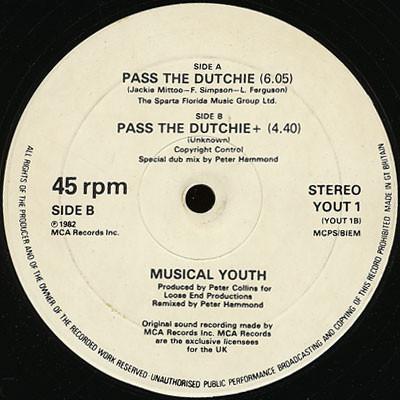 SIDE A
PASS THE DUTCHIE (6.05)
(Jackie Mittoo-F. Simpson-L. Ferguson)
The Sparta Florida Music Group Ltd.
SIDE B
PASS THE DUTCHIE+ (4.40)
(Unknown)
Copyright Control
Special dub mix by Peter Hammond
45 rpm
SIDE B
℗ 1982
MCA Records Inc.
STEREO
YOUT 1
(YOUT 1B)
MCPS/BIEM
MUSICAL YOUTH
Produced by Peter Collins for
Loose End Productions
Remixed by Peter Hammond
Original sound recording made by
MCA Records Inc. MCA Records
are the exclusive licensees
for the UK
ALL RIGHTS OF THE PRODUCER AND OF THE OWNER OF THE RECORDED WORK RESERVED·UNAUTHORISED PUBLIC PERFORMANCE BROADCASTING AND COPYING OF THIS RECORD PROHIBITED MADE IN GT BRITAIN